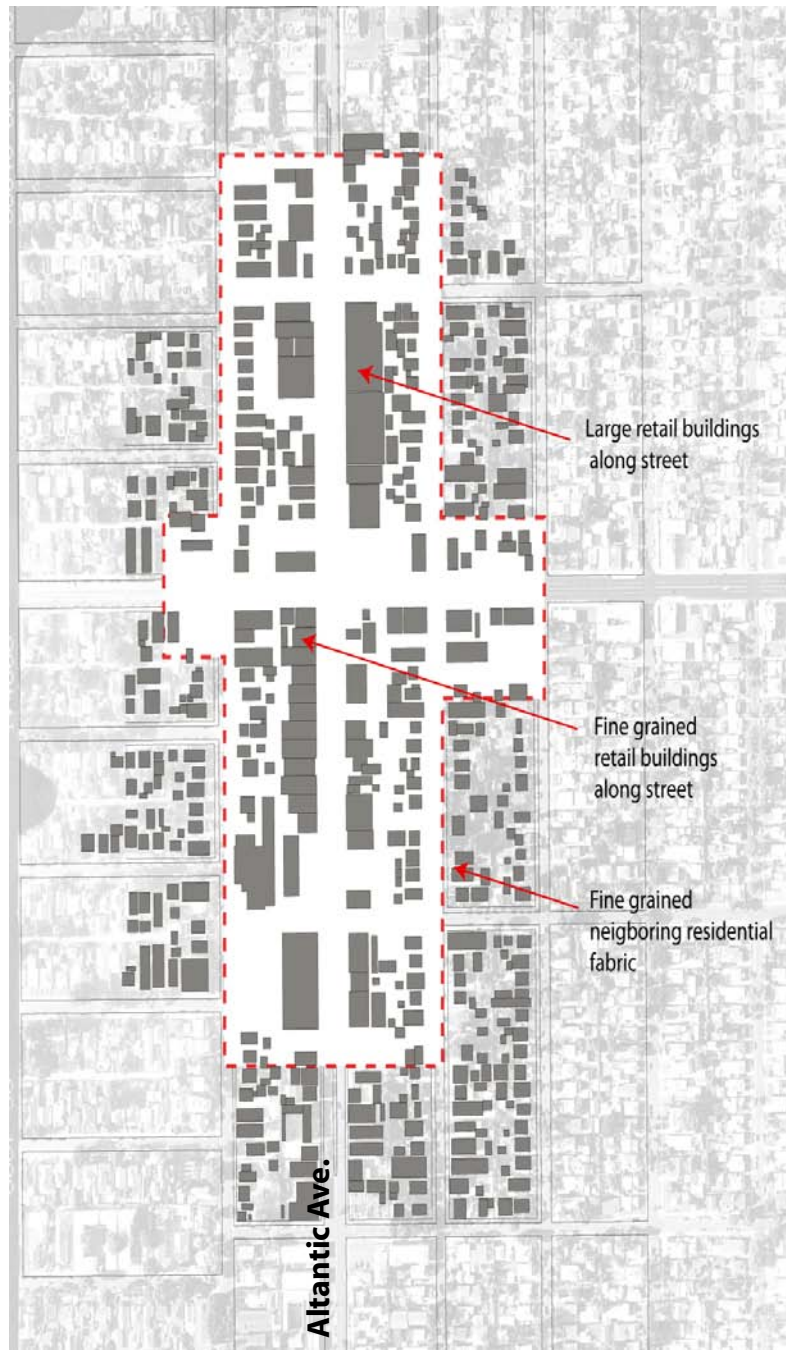 Large retail buildings
along street
Fine grained
retail buildings
along street
Fine grained
neigboring residential
fabric
Altantic Ave.